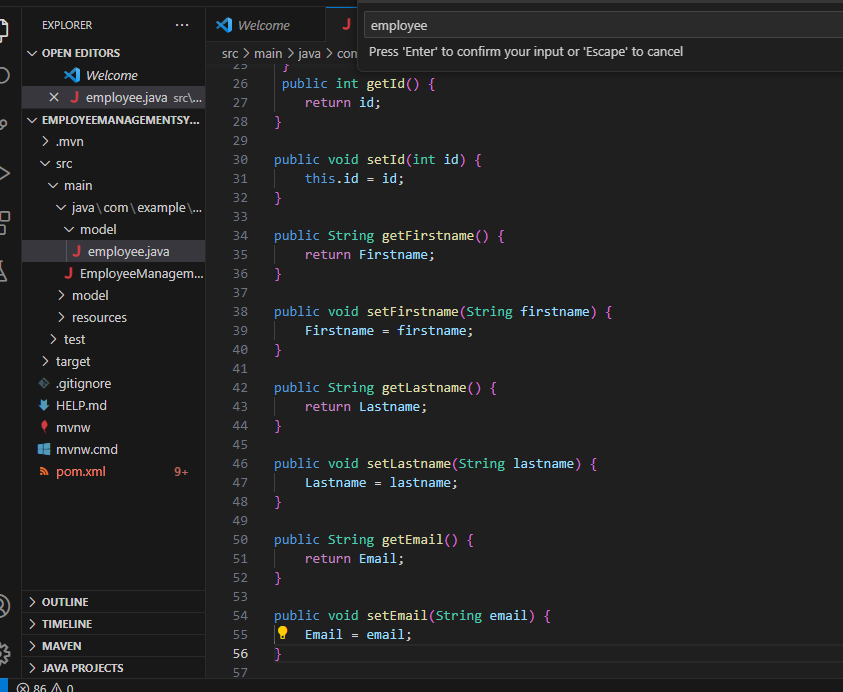 EXPLORER ...
OPEN EDITORS
Welcome
employee.java src\...
EMPLOYEEMANAGEMENTSY...
.mvn
src
main
java\com\example\...
model
employee.java
EmployeeManagem...
model
resources
test
target
.gitignore
HELP.md
mvnw
mvnw.cmd
pom.xml 9+
OUTLINE
TIMELINE
MAVEN
JAVA PROJECTS
86 0
Welcome J
employee
Press 'Enter' to confirm your input or 'Escape' to cancel
src > main > java > con
25 }
26 public int getId() {
27 return id;
28 }
29
30 public void setId(int id) {
31 this.id = id;
32 }
33
34 public String getFirstname() {
35 return Firstname;
36 }
37
38 public void setFirstname(String firstname) {
39 Firstname = firstname;
40 }
41
42 public String getLastname() {
43 return Lastname;
44 }
45
46 public void setLastname(String lastname) {
47 Lastname = lastname;
48 }
49
50 public String getEmail() {
51 return Email;
52 }
53
54 public void setEmail(String email) {
55 Email = email;
56 }
57